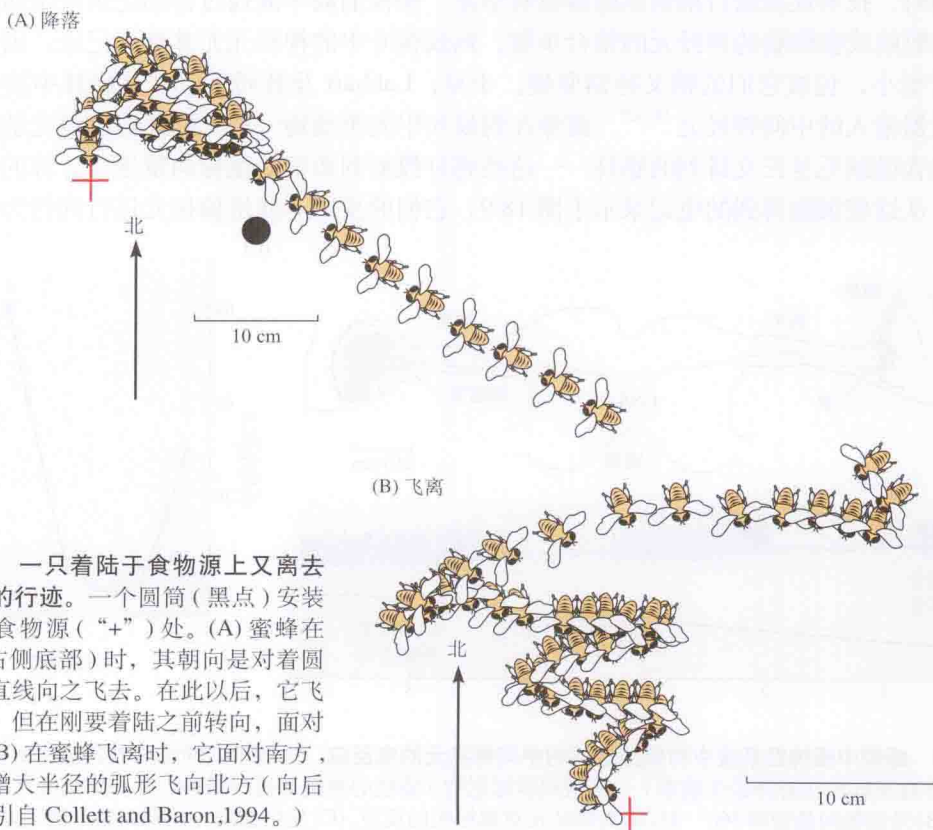 (A) 降落
北
10 cm
(B) 飞离
北
10 cm
一只着陆于食物源上又离去
的行迹。一个圆筒(黑点)安装
食物源(“+”)处。(A)蜜蜂在
右侧底部)时，其朝向是对着圆
直线向之飞去。在此以后，它飞
但在刚要着陆之前转向，面对
B)在蜜蜂飞离时，它面对南方，
增大半径的弧形飞向北方(向后
引自 Collett and Baron,1994。)